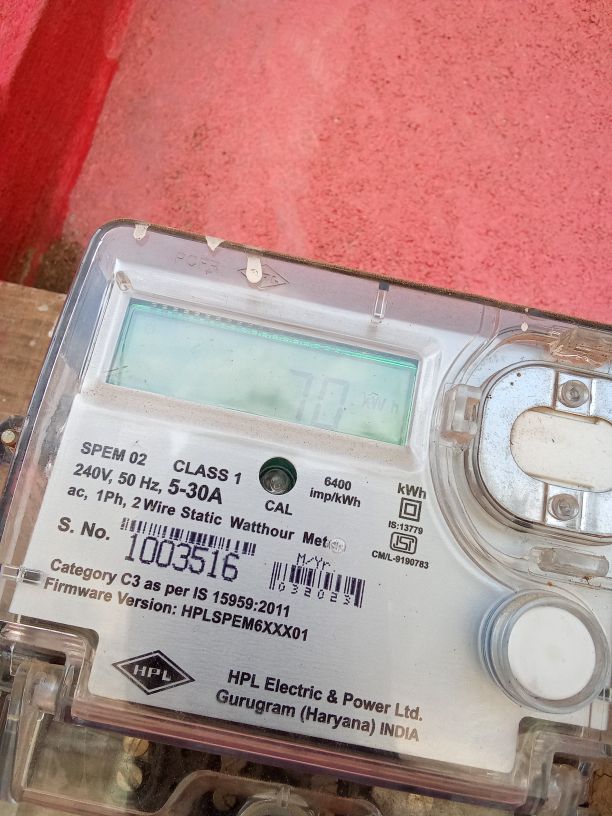 70 kWh
SPEM 02 CLASS 1
240V, 50 Hz, 5-30A
ac, 1Ph, 2 Wire Static Watthour
CAL
6400
imp/kWh
kWh
IS:13779
ISI
CM/L-9190783
S. No. 1003516
M/Yr.
032023
Category C3 as per IS 15959:2011
Firmware Version: HPLSPEM6XXX01
HPL
HPL Electric & Power Ltd.
Gurugram (Haryana) INDIA